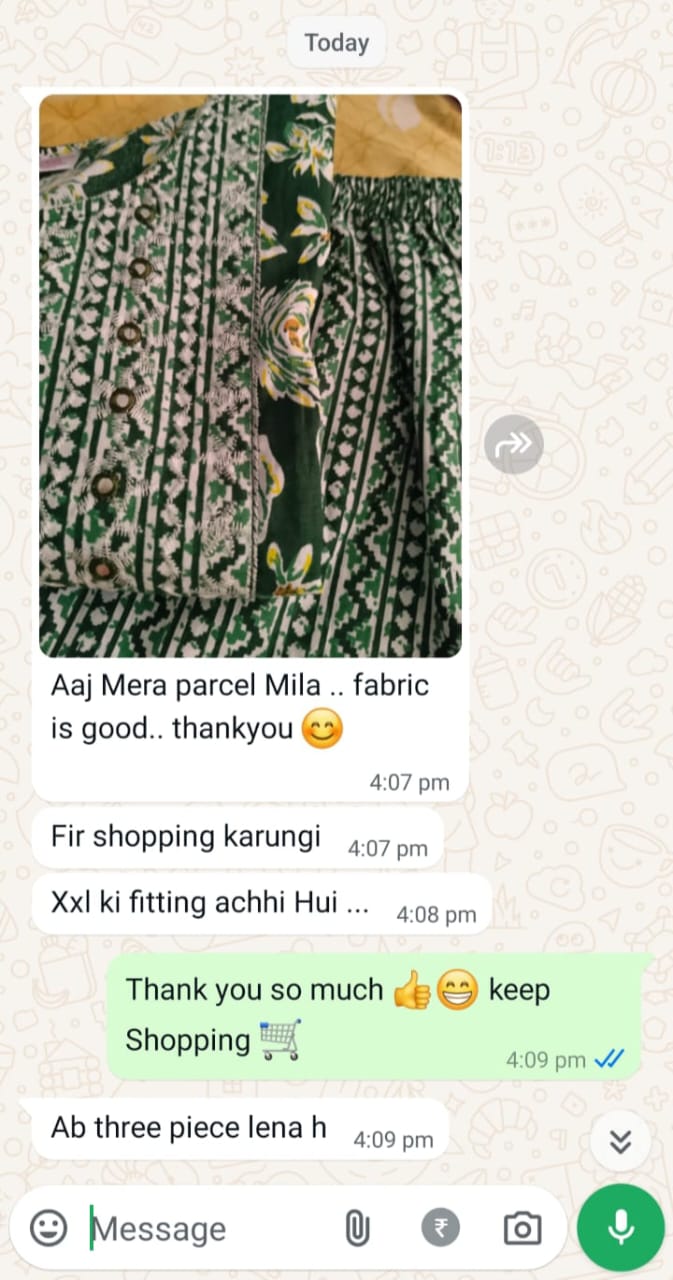 Today
Aaj Mera parcel Mila .. fabric
is good.. thankyou 😊
4:07 pm
Fir shopping karungi 4:07 pm
Xxl ki fitting achhi Hui ... 4:08 pm
Thank you so much 👍😁 keep
Shopping 🛒
4:09 pm
Ab three piece lena h 4:09 pm
Message